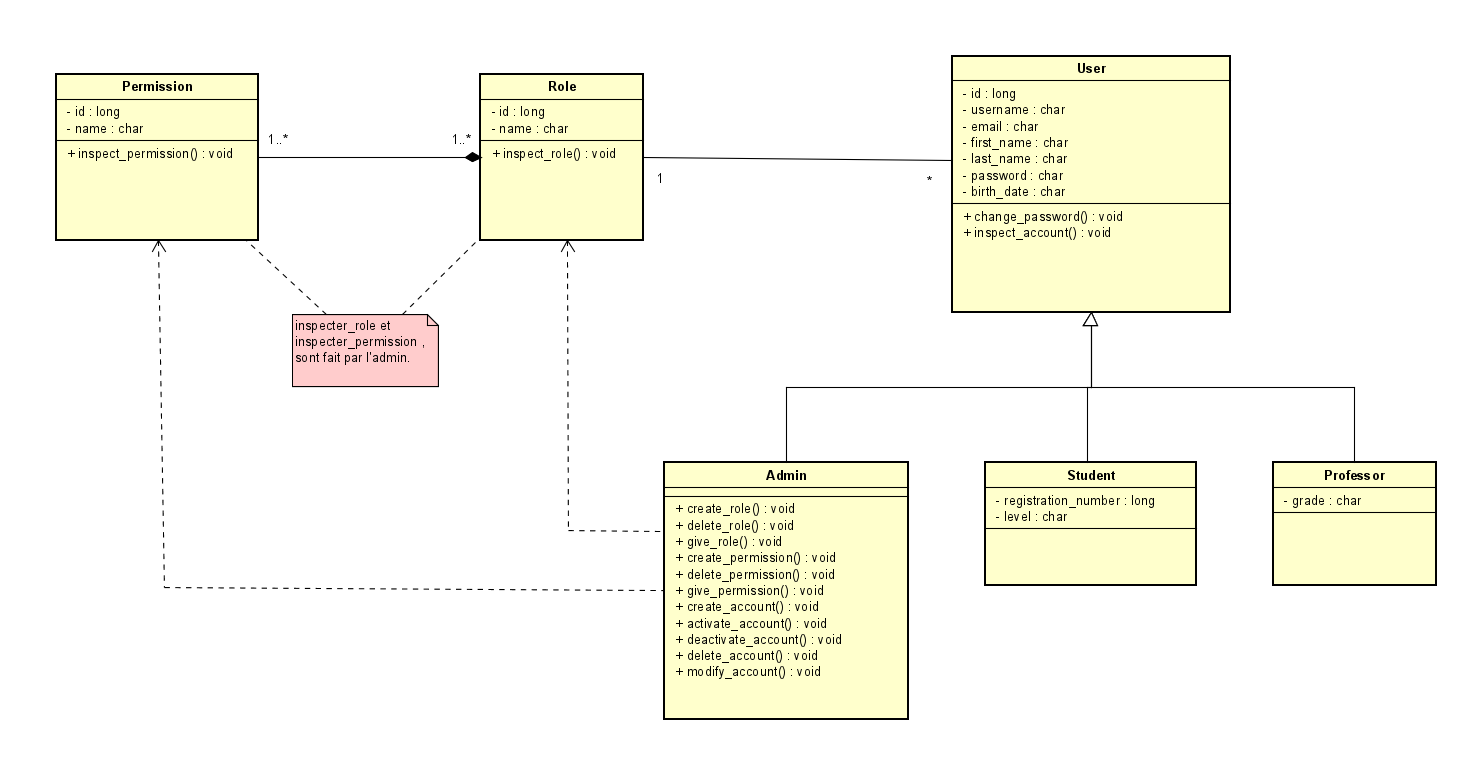 Permission
- id : long
- name : char
+ inspect_permission() : void
1..*
1..*
Role
- id : long
- name : char
+ inspect_role() : void
1
*
User
- id : long
- username : char
- email : char
- first_name : char
- last_name : char
- password : char
- birth_date : char
+ change_password() : void
+ inspect_account() : void
inspecter_role et
inspecter_permission ,
sont fait par l'admin.
Admin
+ create_role() : void
+ delete_role() : void
+ give_role() : void
+ create_permission() : void
+ delete_permission() : void
+ give_permission() : void
+ create_account() : void
+ activate_account() : void
+ deactivate_account() : void
+ delete_account() : void
+ modify_account() : void
Student
- registration_number : long
- level : char
Professor
- grade : char